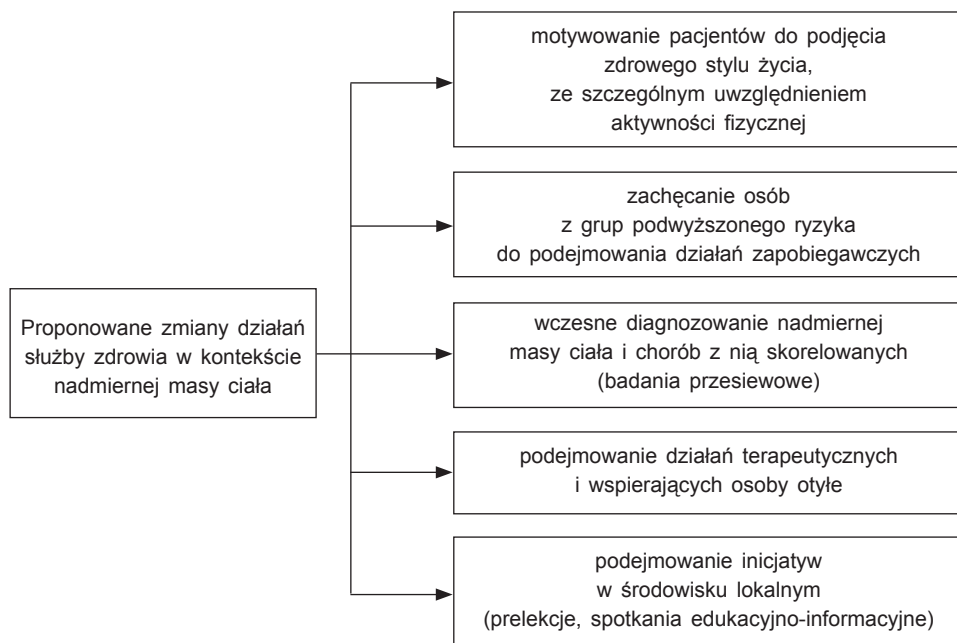 Proponowane zmiany działań
służby zdrowia w kontekście
nadmiernej masy ciała
motywowanie pacjentów do podjęcia
zdrowego stylu życia,
ze szczególnym uwzględnieniem
aktywności fizycznej
zachęcanie osób
z grup podwyższonego ryzyka
do podejmowania działań zapobiegawczych
wczesne diagnozowanie nadmiernej
masy ciała i chorób z nią skorelowanych
(badania przesiewowe)
podejmowanie działań terapeutycznych
i wspierających osoby otyłe
podejmowanie inicjatyw
w środowisku lokalnym
(prelekcje, spotkania edukacyjno-informacyjne)